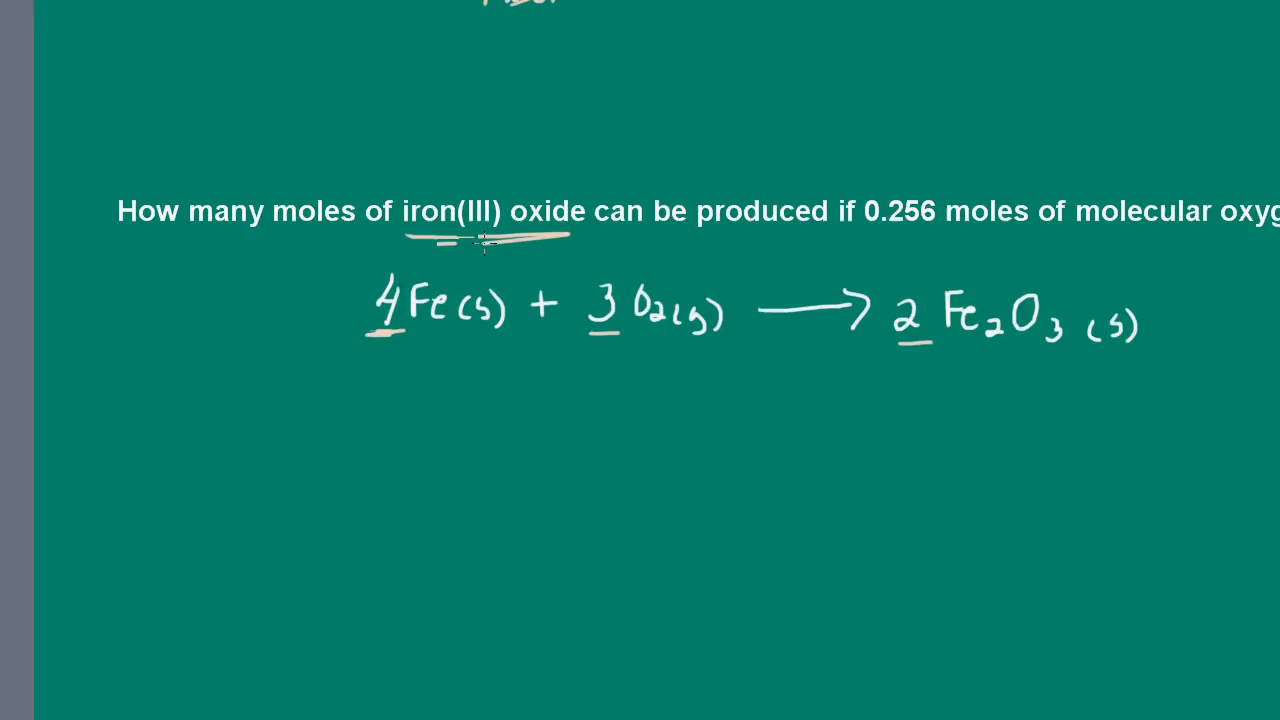 How many moles of iron(III) oxide can be produced if 0.256 moles of molecular
4Fe(s) + 3O₂(g) ⟶ 2Fe₂O₃(s)